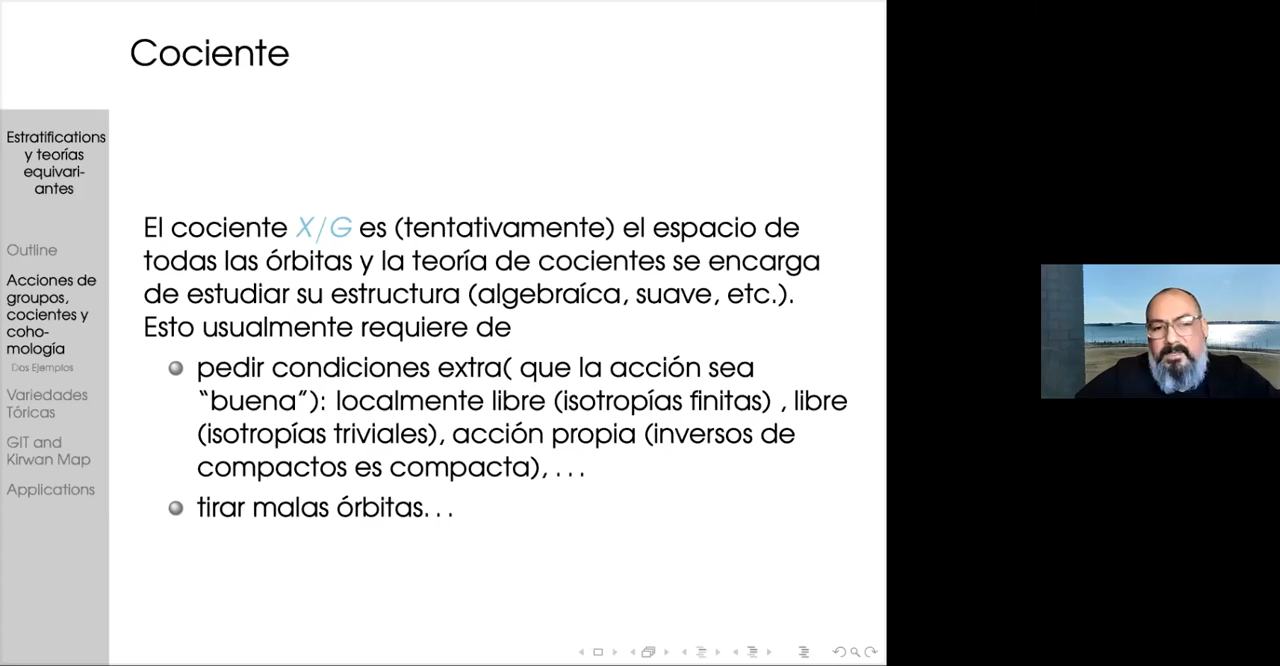 Cociente
Estratifications
y teorías
equivari-
antes
Outline
Acciones de
groupos,
cocientes y
coho-
mología
Dos Ejemplos
Variedades
Tóricas
GIT and
Kirwan Map
Applications
El cociente X/G es (tentativamente) el espacio de
todas las órbitas y la teoría de cocientes se encarga
de estudiar su estructura (algebraíca, suave, etc.).
Esto usualmente requiere de
pedir condiciones extra( que la acción sea
“buena”): localmente libre (isotropías finitas) , libre
(isotropías triviales), acción propia (inversos de
compactos es compacta), . . .
tirar malas órbitas. . .